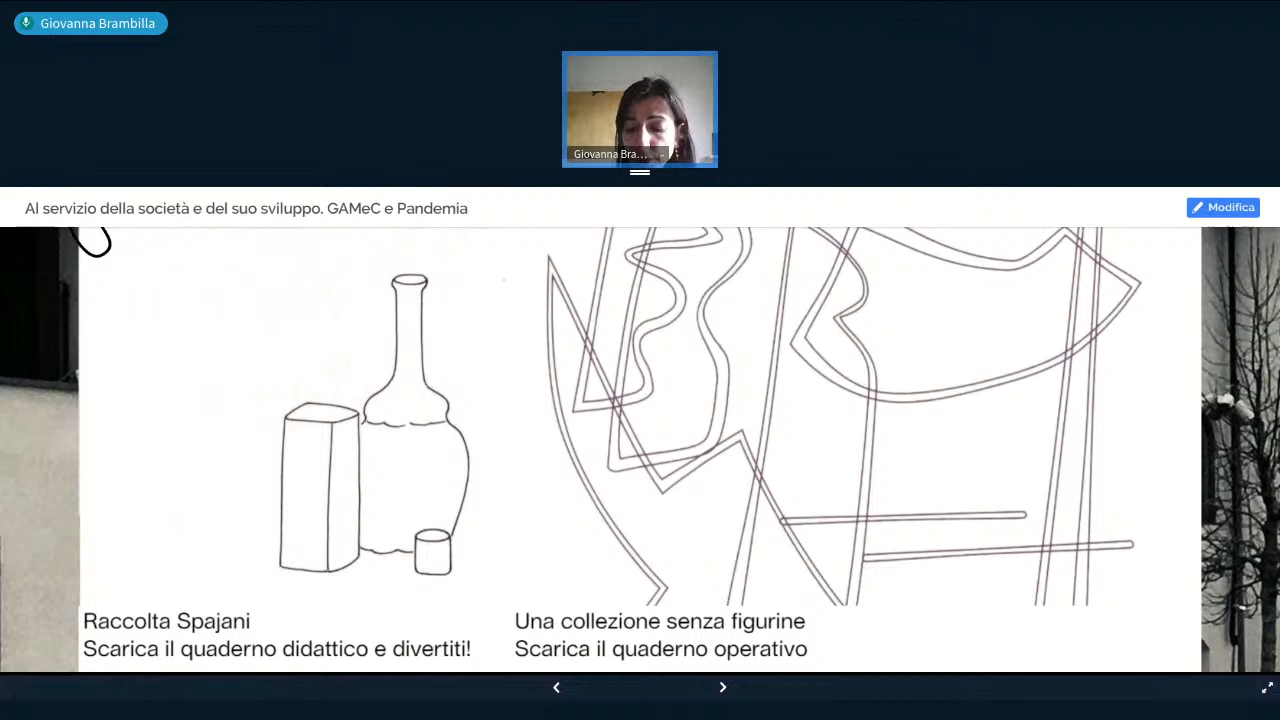 Giovanna Brambilla
Giovanna Bra...
Al servizio della società e del suo sviluppo. GAMeC e Pandemia
Modifica
Raccolta Spajani
Scarica il quaderno didattico e divertiti!
Una collezione senza figurine
Scarica il quaderno operativo